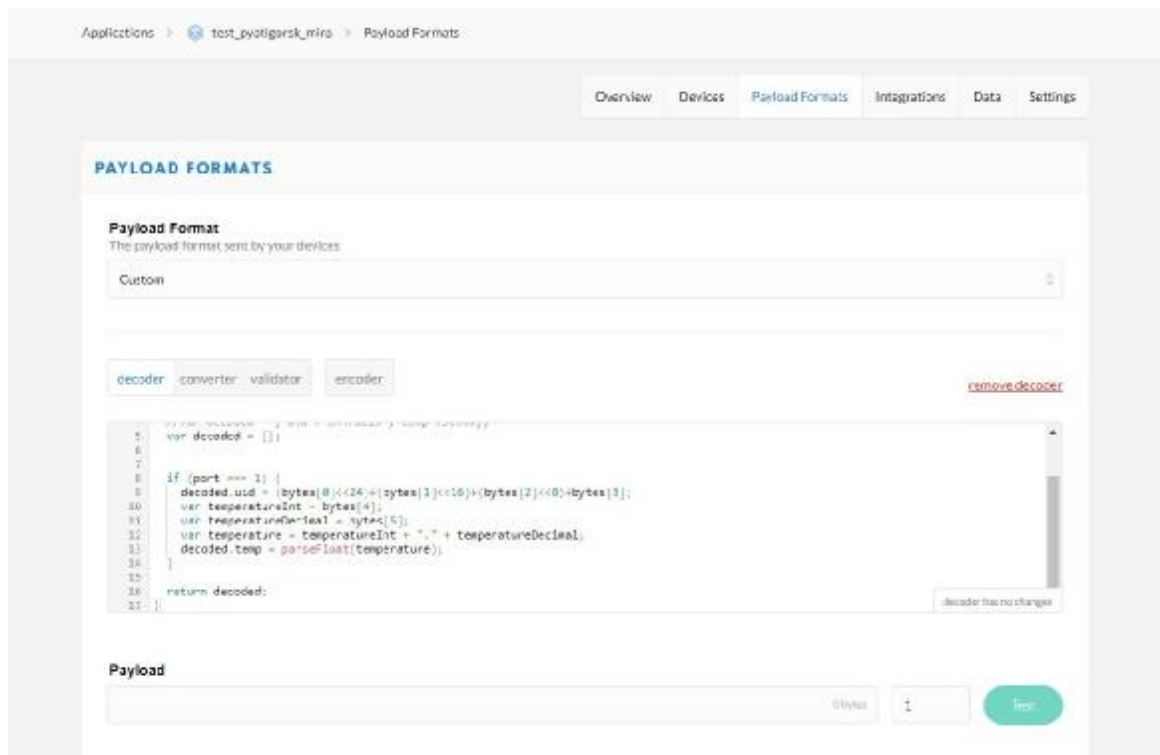 Applications > test_pyatigorsk_mira > Payload Formats
Overview Devices Payload Formats Integrations Data Settings
PAYLOAD FORMATS
Payload Format
The payload format sent by your devices
Custom
decoder converter validator encoder
remove decoder
5 var decoded = [];
6
7
8 if (port === 1) {
9 decoded.uid = (bytes[0]<<24)+(bytes[1]<<16)+(bytes[2]<<8)+bytes[3];
10 var temperatureInt = bytes[4];
11 var temperatureDecimal = bytes[5];
12 var temperature = temperatureInt + "." + temperatureDecimal;
13 decoded.temp = parseFloat(temperature);
14 }
15
16 return decoded;
17 }
decoder has no changes
Payload
0 bytes 1 Test